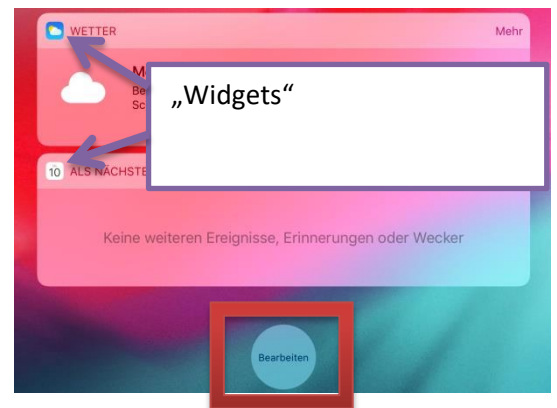 WETTER Mehr
„Widgets“
10 ALS NÄCHSTE
Keine weiteren Ereignisse, Erinnerungen oder Wecker
Bearbeiten